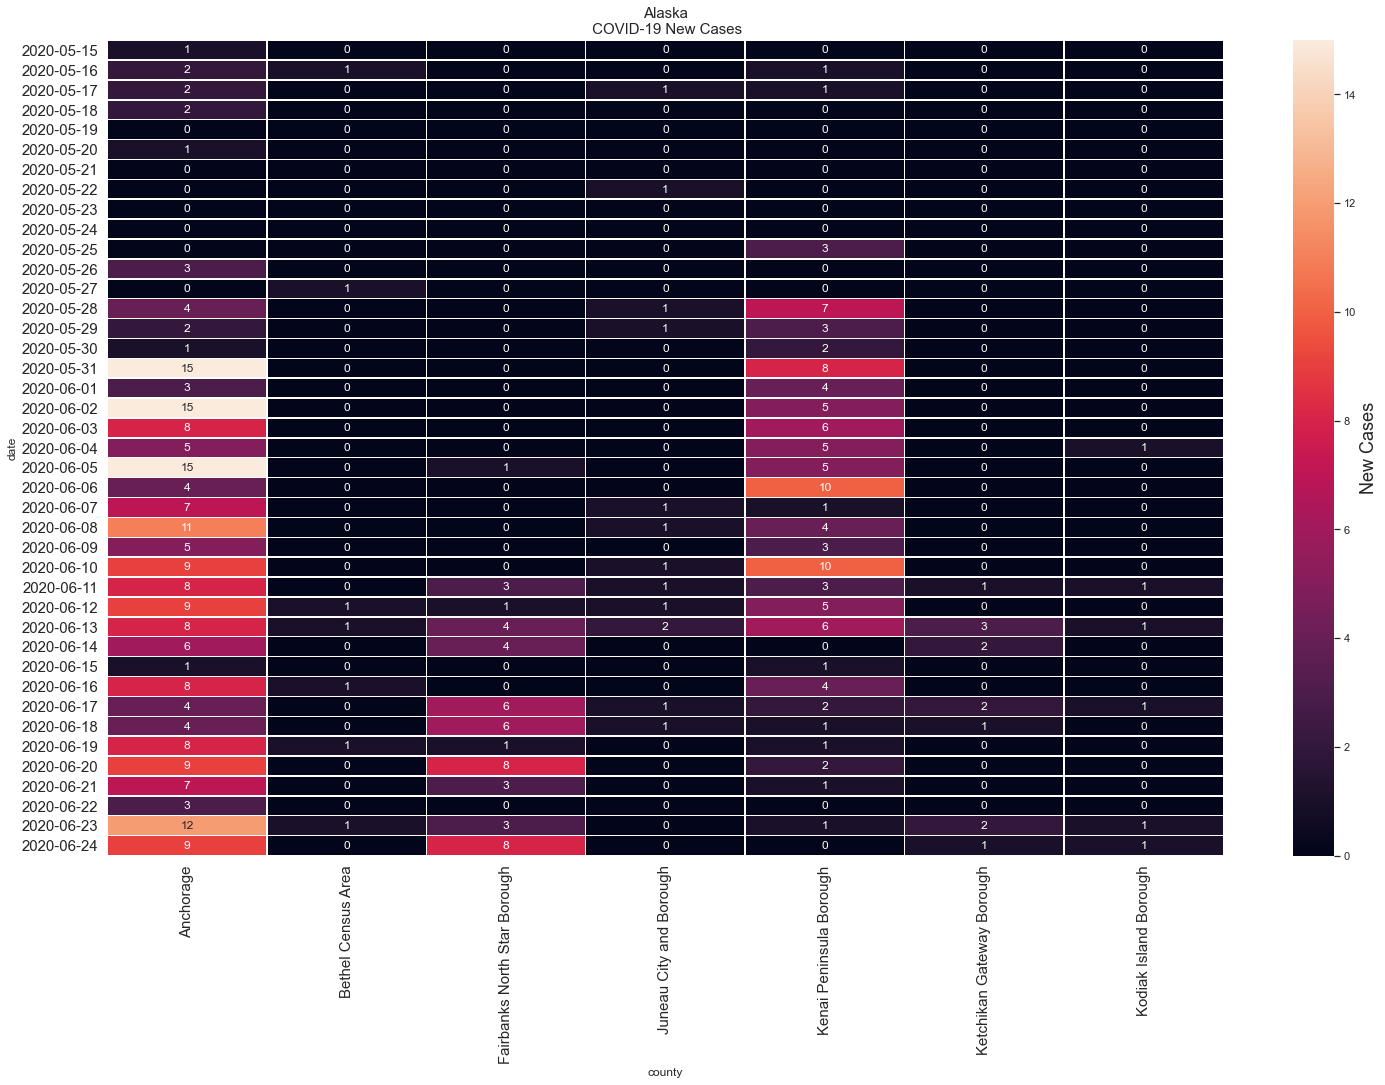 Alaska
COVID-19 New Cases
2020-05-15 1 0 0 0 0 0 0
2020-05-16 2 1 0 0 1 0 0
2020-05-17 2 0 0 1 1 0 0
2020-05-18 2 0 0 0 0 0 0
2020-05-19 0 0 0 0 0 0 0
2020-05-20 1 0 0 0 0 0 0
2020-05-21 0 0 0 0 0 0 0
2020-05-22 0 0 0 1 0 0 0
2020-05-23 0 0 0 0 0 0 0
2020-05-24 0 0 0 0 0 0 0
2020-05-25 0 0 0 0 3 0 0
2020-05-26 3 0 0 0 0 0 0
2020-05-27 0 1 0 0 0 0 0
2020-05-28 4 0 0 1 7 0 0
2020-05-29 2 0 0 1 3 0 0
2020-05-30 1 0 0 0 2 0 0
2020-05-31 15 0 0 0 8 0 0
2020-06-01 3 0 0 0 4 0 0
2020-06-02 15 0 0 0 5 0 0
2020-06-03 8 0 0 0 6 0 0
2020-06-04 5 0 0 0 5 0 1
2020-06-05 15 0 1 0 5 0 0
2020-06-06 4 0 0 0 10 0 0
2020-06-07 7 0 0 1 1 0 0
2020-06-08 11 0 0 1 4 0 0
2020-06-09 5 0 0 0 3 0 0
2020-06-10 9 0 0 1 10 0 0
2020-06-11 8 0 3 1 3 1 1
2020-06-12 9 1 1 1 5 0 0
2020-06-13 8 1 4 2 6 3 1
2020-06-14 6 0 4 0 0 2 0
2020-06-15 1 0 0 0 1 0 0
2020-06-16 8 1 0 0 4 0 0
2020-06-17 4 0 6 1 2 2 1
2020-06-18 4 0 6 1 1 1 0
2020-06-19 8 1 1 0 1 0 0
2020-06-20 9 0 8 0 2 0 0
2020-06-21 7 0 3 0 1 0 0
2020-06-22 3 0 0 0 0 0 0
2020-06-23 12 1 3 0 1 2 1
2020-06-24 9 0 8 0 0 1 1
date
Anchorage
Bethel Census Area
Fairbanks North Star Borough
Juneau City and Borough
Kenai Peninsula Borough
Ketchikan Gateway Borough
Kodiak Island Borough
county
14
12
10
8
6
4
2
0
New Cases